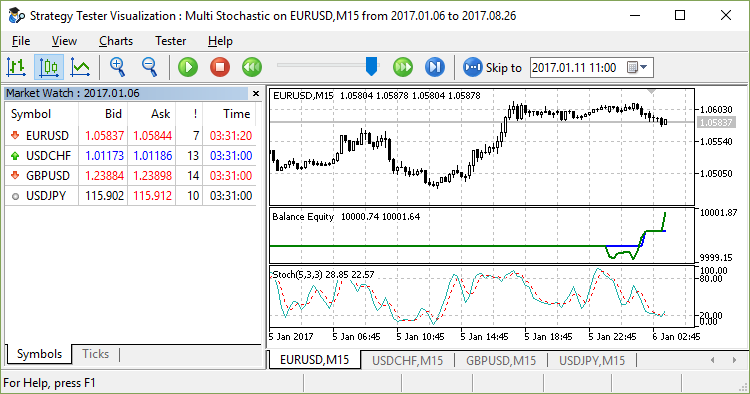 Strategy Tester Visualization : Multi Stochastic on EURUSD,M15 from 2017.01.06 to 2017.08.26
File View Charts Tester Help
Skip to 2017.01.11 11:00
Market Watch : 2017.01.06
Symbol Bid Ask ! Time
EURUSD 1.05837 1.05844 7 03:31:20
USDCHF 1.01173 1.01186 13 03:31:00
GBPUSD 1.23884 1.23898 14 03:31:00
USDJPY 115.902 115.912 10 03:31:00
Symbols Ticks
EURUSD,M15 1.05804 1.05878 1.05804 1.05878
1.06030
1.05837
1.05540
1.05050
Balance Equity 10000.74 10001.64
10001.87
9999.15
Stoch(5,3,3) 28.85 22.57
100.00
80.00
20.00
0.00
5 Jan 2017 5 Jan 06:45 5 Jan 10:45 5 Jan 14:45 5 Jan 18:45 5 Jan 22:45 6 Jan 02:45
EURUSD,M15 USDCHF,M15 GBPUSD,M15 USDJPY,M15
For Help, press F1